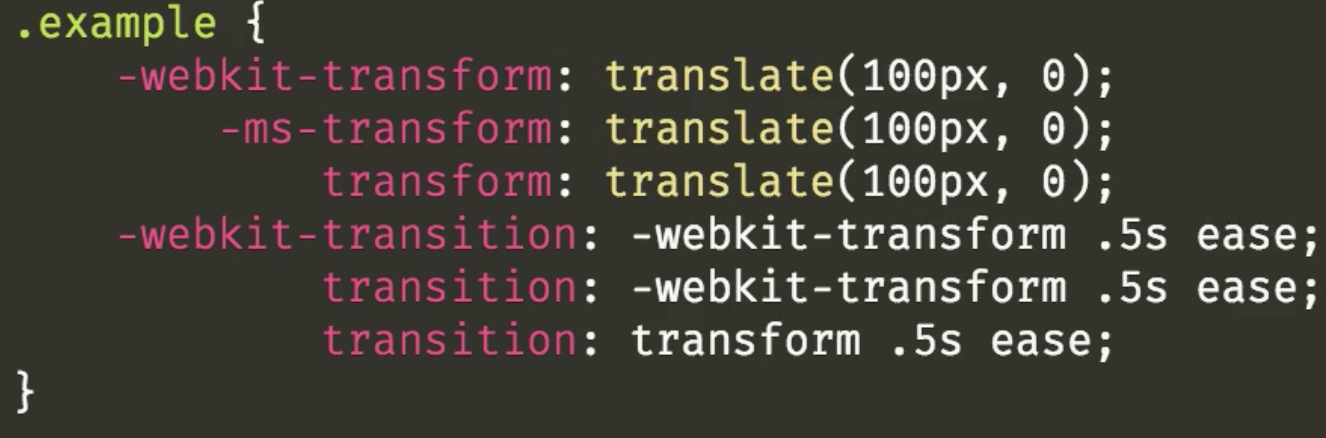 .example {
    -webkit-transform: translate(100px, 0);
        -ms-transform: translate(100px, 0);
            transform: translate(100px, 0);
    -webkit-transition: -webkit-transform .5s ease;
            transition: -webkit-transform .5s ease;
            transition: transform .5s ease;
}